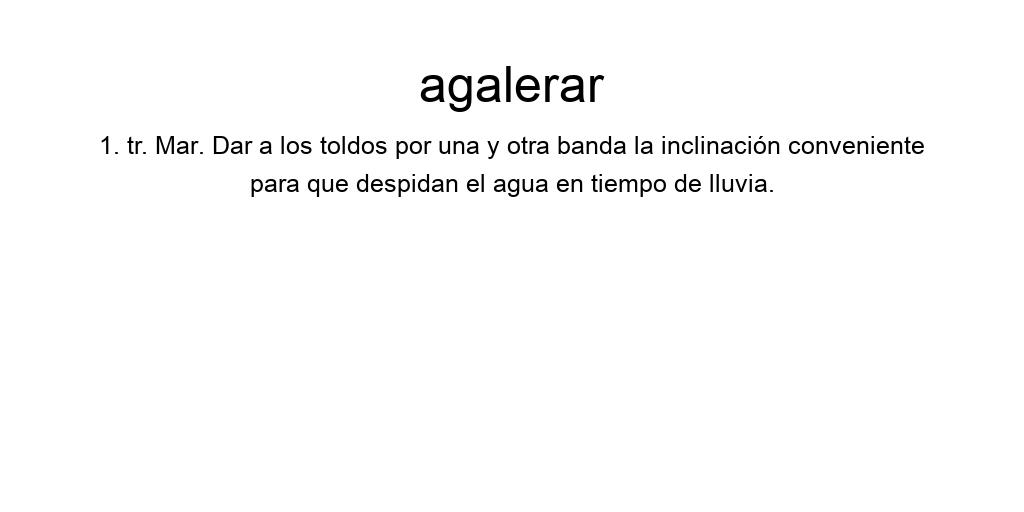 agalerar
1. tr. Mar. Dar a los toldos por una y otra banda la inclinación conveniente
para que despidan el agua en tiempo de lluvia.